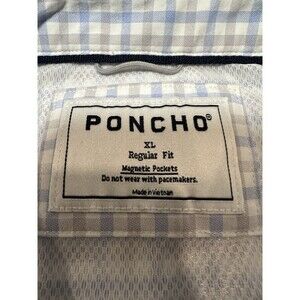 PONCHO®
XL
Regular Fit
Magnetic Pockets
Do not wear with pacemakers.
Made in Vietnam